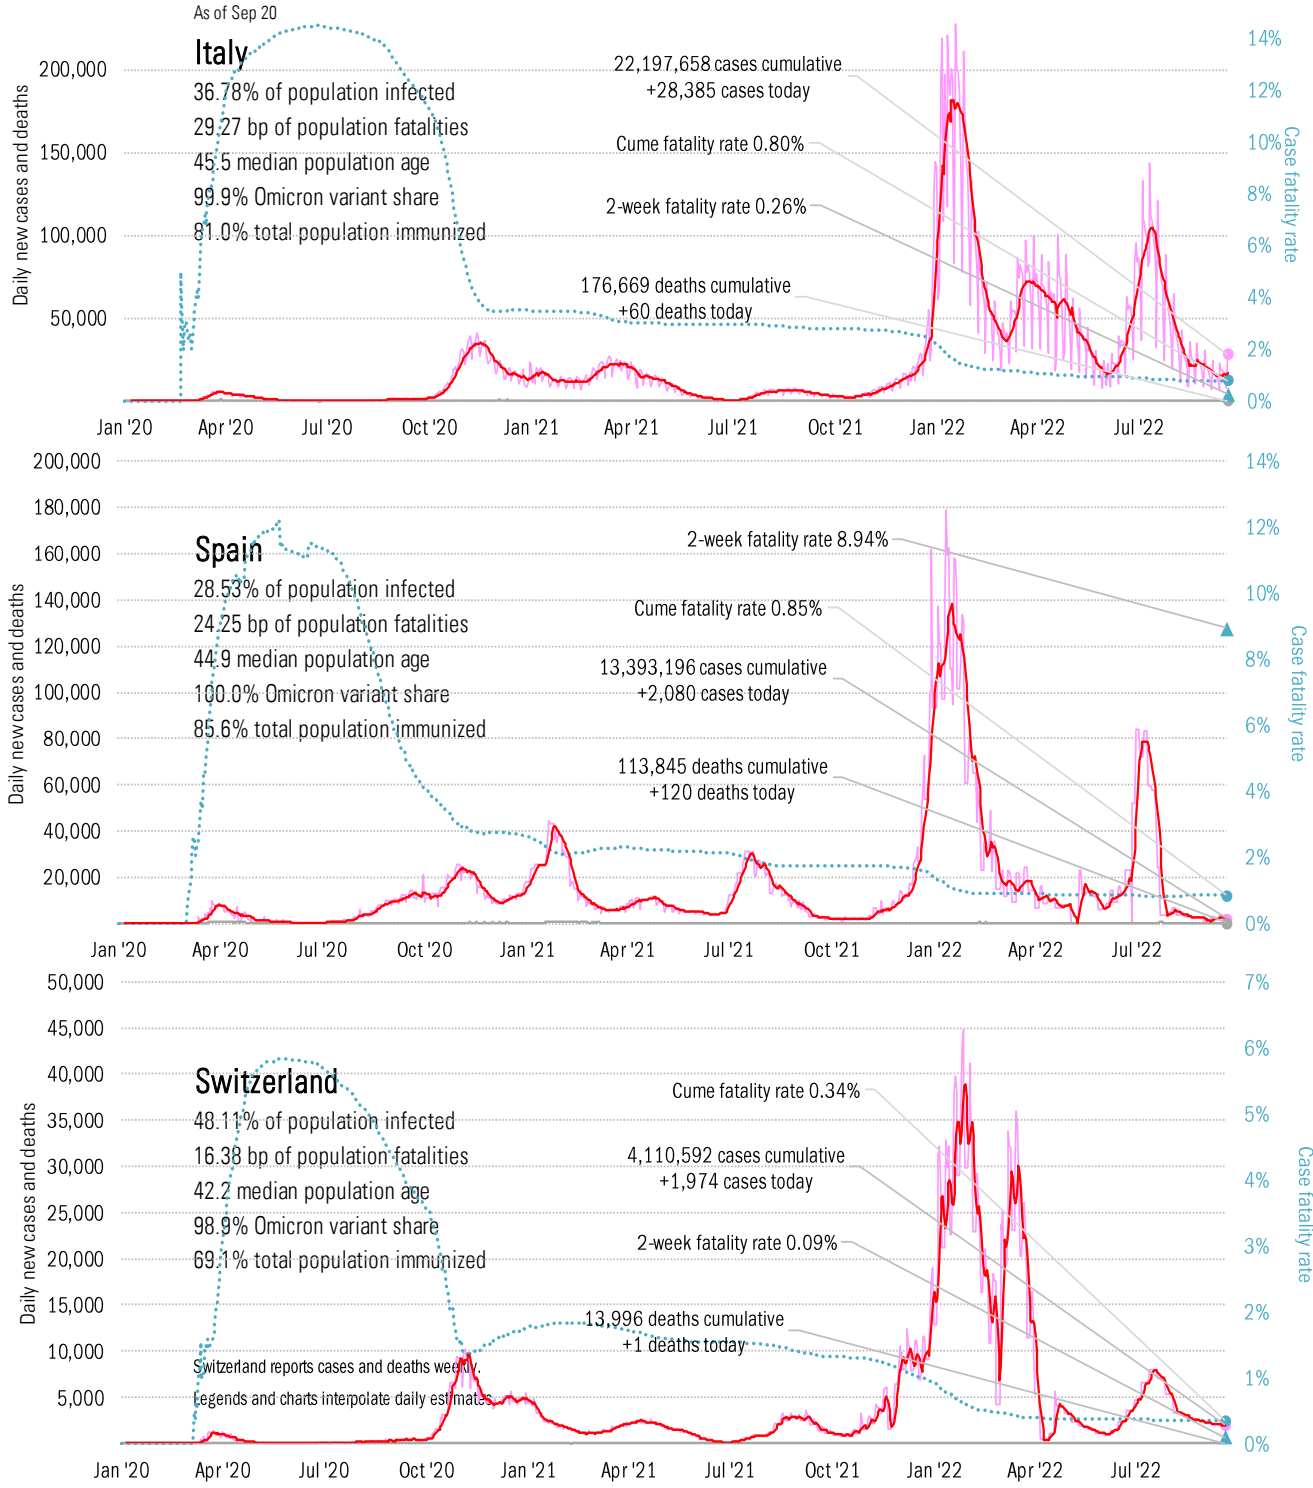 As of Sep 20
Italy
36.78% of population infected
29.27 bp of population fatalities
45.5 median population age
99.9% Omicron variant share
81.0% total population immunized
22,197,658 cases cumulative
+28,385 cases today
Cume fatality rate 0.80%
2-week fatality rate 0.26%
176,669 deaths cumulative
+60 deaths today
Daily new cases and deaths
200,000
150,000
100,000
50,000
14%
12%
10%
8%
6%
4%
2%
0%
Case fatality rate
Jan '20 Apr '20 Jul '20 Oct '20 Jan '21 Apr '21 Jul '21 Oct '21 Jan '22 Apr '22 Jul '22
Spain
28.53% of population infected
24.25 bp of population fatalities
44.9 median population age
100.0% Omicron variant share
85.6% total population immunized
2-week fatality rate 8.94%
Cume fatality rate 0.85%
13,393,196 cases cumulative
+2,080 cases today
113,845 deaths cumulative
+120 deaths today
Daily new cases and deaths
200,000
180,000
160,000
140,000
120,000
100,000
80,000
60,000
40,000
20,000
14%
12%
10%
8%
6%
4%
2%
0%
Case fatality rate
Jan '20 Apr '20 Jul '20 Oct '20 Jan '21 Apr '21 Jul '21 Oct '21 Jan '22 Apr '22 Jul '22
Switzerland
48.11% of population infected
16.38 bp of population fatalities
42.2 median population age
98.9% Omicron variant share
69.1% total population immunized
Switzerland reports cases and deaths weekly.
Legends and charts interpolate daily estimates.
Cume fatality rate 0.34%
4,110,592 cases cumulative
+1,974 cases today
2-week fatality rate 0.09%
13,996 deaths cumulative
+1 deaths today
Daily new cases and deaths
50,000
45,000
40,000
35,000
30,000
25,000
20,000
15,000
10,000
5,000
7%
6%
5%
4%
3%
2%
1%
0%
Case fatality rate
Jan '20 Apr '20 Jul '20 Oct '20 Jan '21 Apr '21 Jul '21 Oct '21 Jan '22 Apr '22 Jul '22